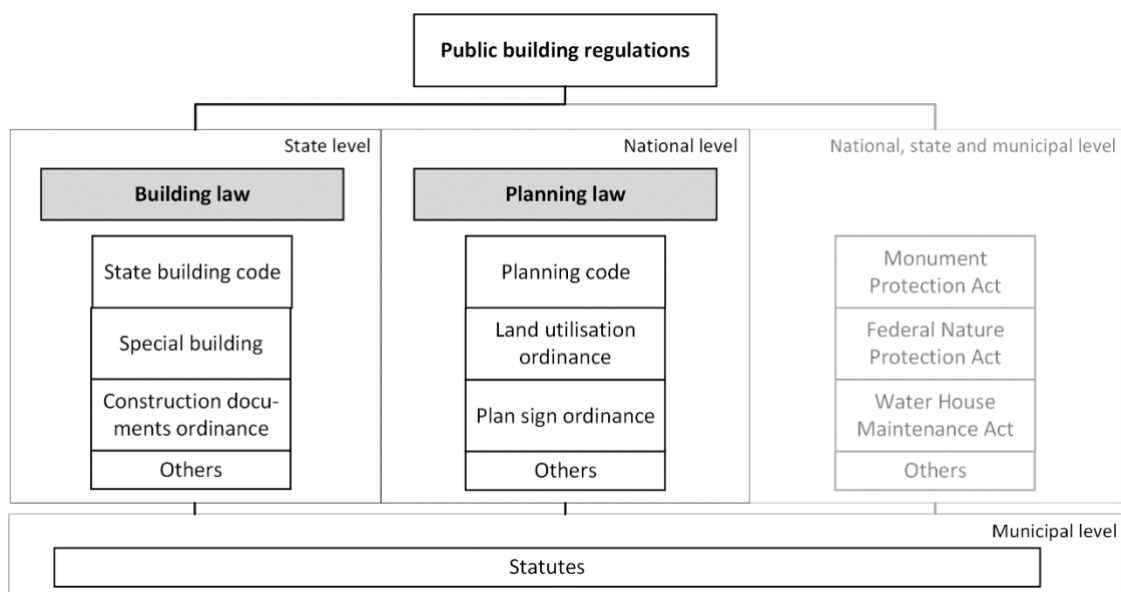 Public building regulations
State level
Building law
State building code
Special building
Construction docu-
ments ordinance
Others
National level
Planning law
Planning code
Land utilisation
ordinance
Plan sign ordinance
Others
National, state and municipal level
Monument
Protection Act
Federal Nature
Protection Act
Water House
Maintenance Act
Others
Municipal level
Statutes